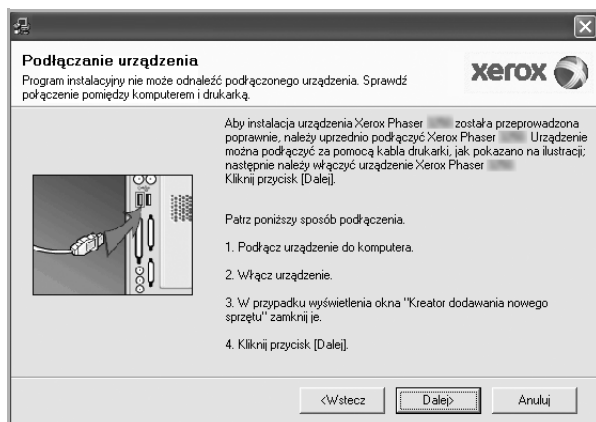 Podłączanie urządzenia
Program instalacyjny nie może odnaleźć podłączonego urządzenia. Sprawdź
połączenie pomiędzy komputerem i drukarką.
xerox
Aby instalacja urządzenia Xerox Phaser została przeprowadzona
poprawnie, należy uprzednio podłączyć Xerox Phaser Urządzenie
można podłączyć za pomocą kabla drukarki, jak pokazano na ilustracji;
następnie należy włączyć urządzenie Xerox Phaser
Kliknij przycisk [Dalej].
Patrz poniższy sposób podłączenia.
1. Podłącz urządzenie do komputera.
2. Włącz urządzenie.
3. W przypadku wyświetlenia okna "Kreator dodawania nowego
sprzętu" zamknij je.
4. Kliknij przycisk [Dalej].
<Wstecz
Dalej>
Anuluj